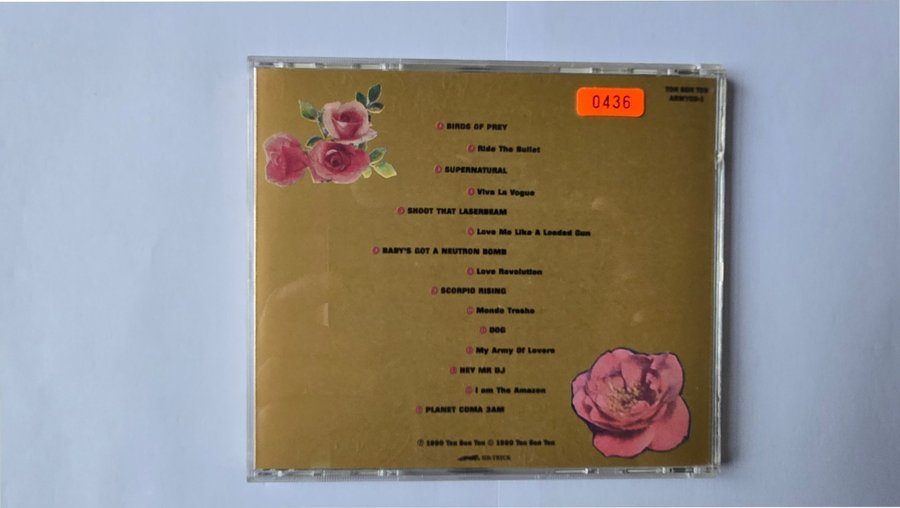 TON SON TON
ARMYCD-1
0436
BIRDS OF PREY
Ride The Bullet
SUPERNATURAL
Viva La Vogue
SHOOT THAT LASERBEAM
Love Me Like A Loaded Gun
BABY'S GOT A NEUTRON BOMB
Love Revolution
SCORPIO RISING
Mondo Trasho
DOG
My Army Of Lovers
HEY MR DJ
I am The Amazon
PLANET COMA 3AM
Ⓟ 1990 Ton Son Ton © 1990 Ton Son Ton